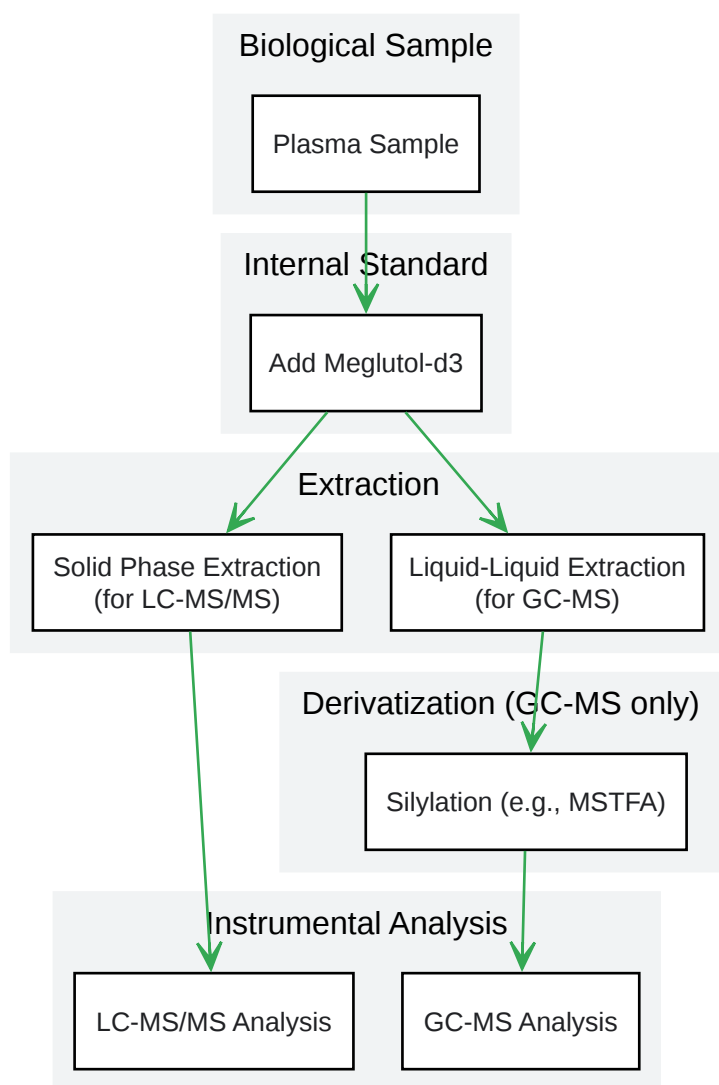 Biological Sample
Plasma Sample
Internal Standard
Add Meglutol-d3
Extraction
Solid Phase Extraction
(for LC-MS/MS)
Liquid-Liquid Extraction
(for GC-MS)
Derivatization (GC-MS only)
Silylation (e.g., MSTFA)
Instrumental Analysis
LC-MS/MS Analysis
GC-MS Analysis